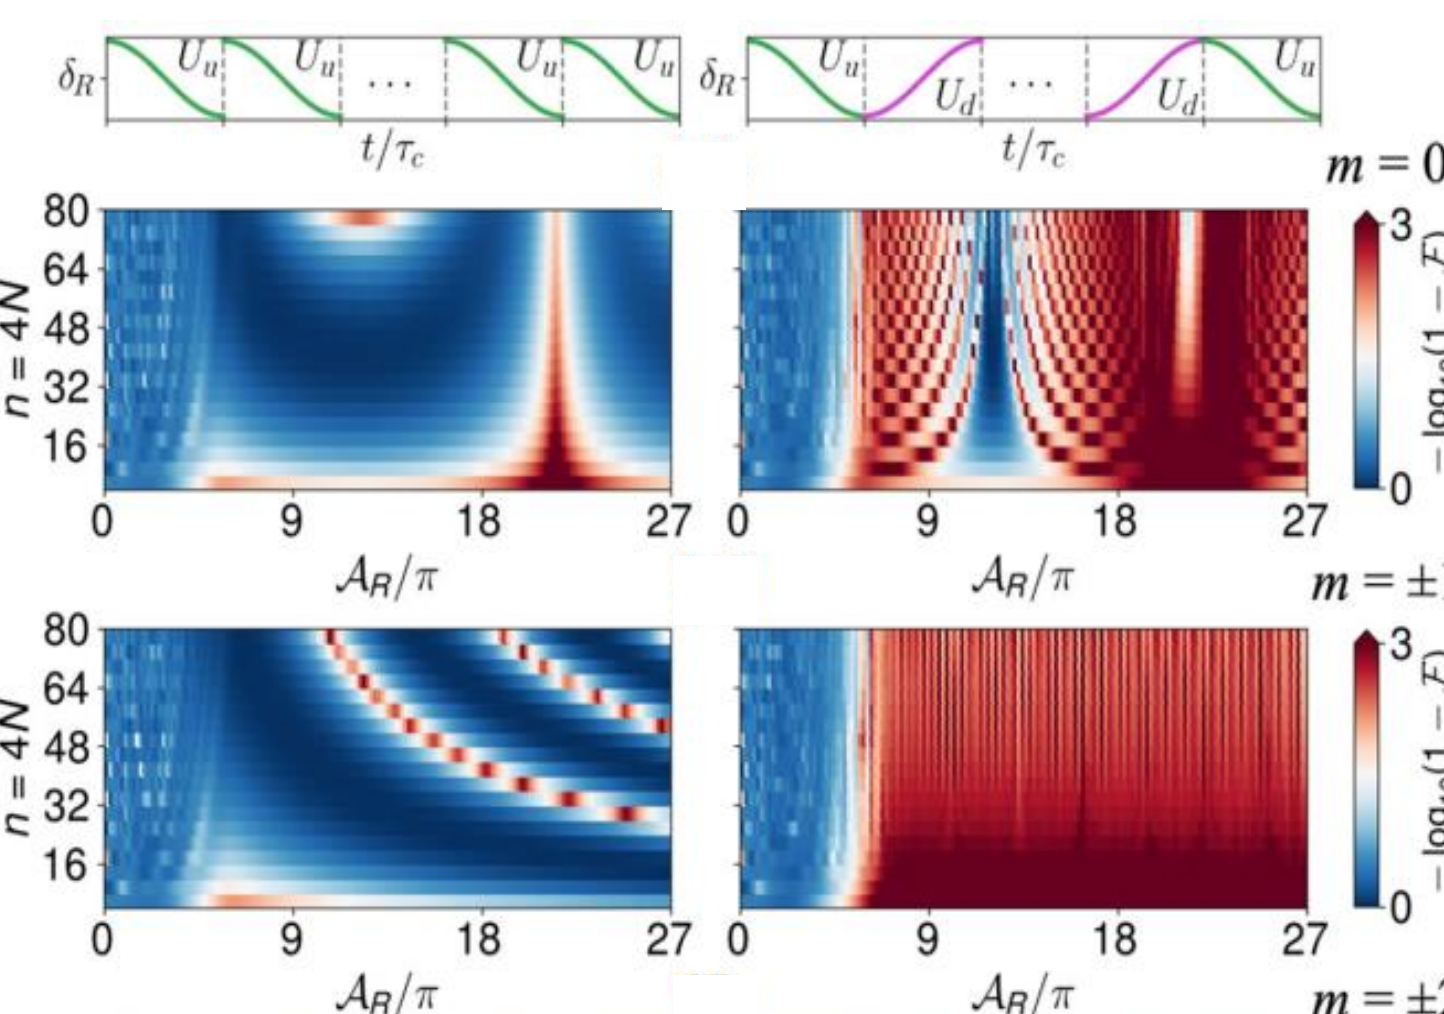 δ_R U_u U_u ... U_u U_u
t/τ_c
δ_R U_u U_d ... U_d U_u
t/τ_c
m = 0
n = 4N
80
64
48
32
16
0 9 18 27
A_R/π
0 9 18 27
A_R/π
3
0
m = ±
n = 4N
80
64
48
32
16
0 9 18 27
A_R/π
0 9 18 27
A_R/π
3
0
m = ±